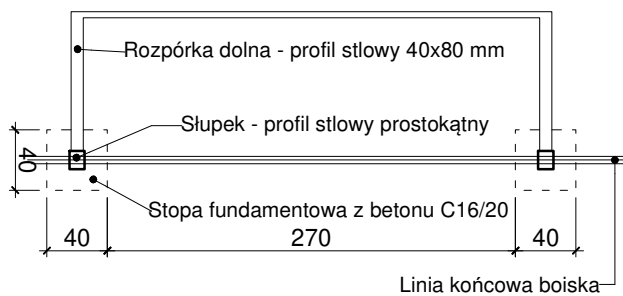 Rozpórka dolna - profil stlowy 40x80 mm
Słupek - profil stlowy prostokątny
40
Stopa fundamentowa z betonu C16/20
40 270 40
Linia końcowa boiska